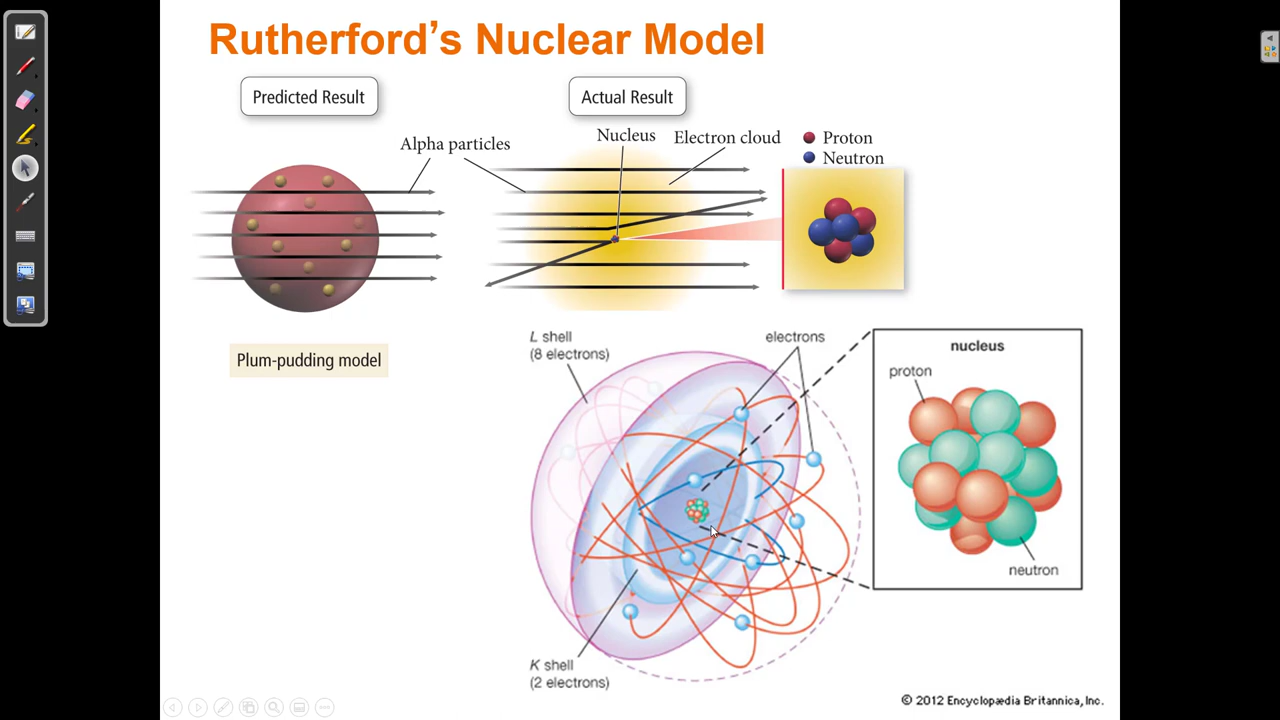 Rutherford’s Nuclear Model
Predicted Result
Actual Result
Alpha particles
Nucleus
Electron cloud
Proton
Neutron
Plum-pudding model
L shell
(8 electrons)
electrons
nucleus
proton
neutron
K shell
(2 electrons)
© 2012 Encyclopædia Britannica, Inc.